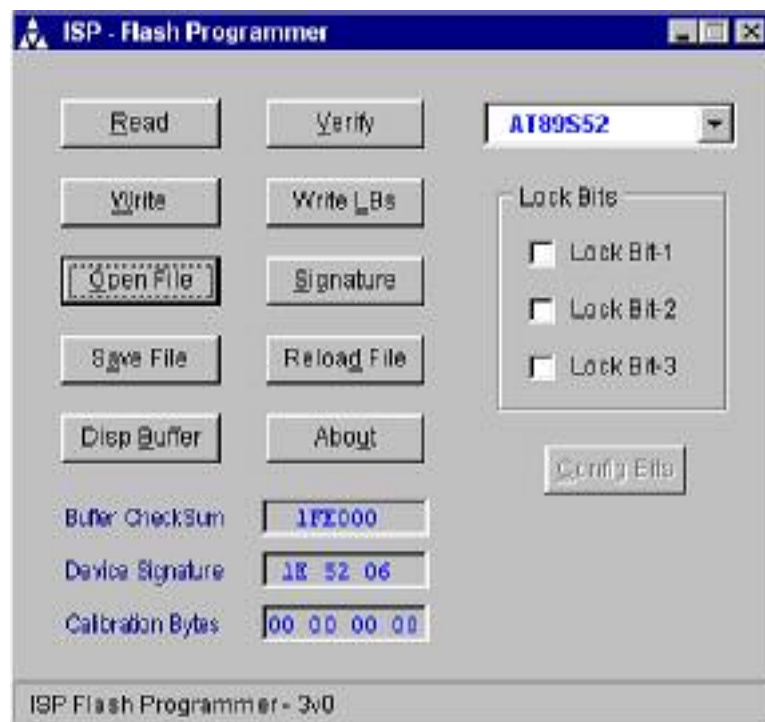 ISP - Flash Programmer
Read
Verify
AT89S52
Write
Write LBs
Lock Bits
Lock Bit-1
Open File
Signature
Lock Bit-2
Save File
Reload File
Lock Bit-3
Disp Buffer
About
Config Bits
Buffer CheckSum
1FE000
Device Signature
1E 52 06
Calibration Bytes
00 00 00 00
ISP Flash Programmer - 3v0